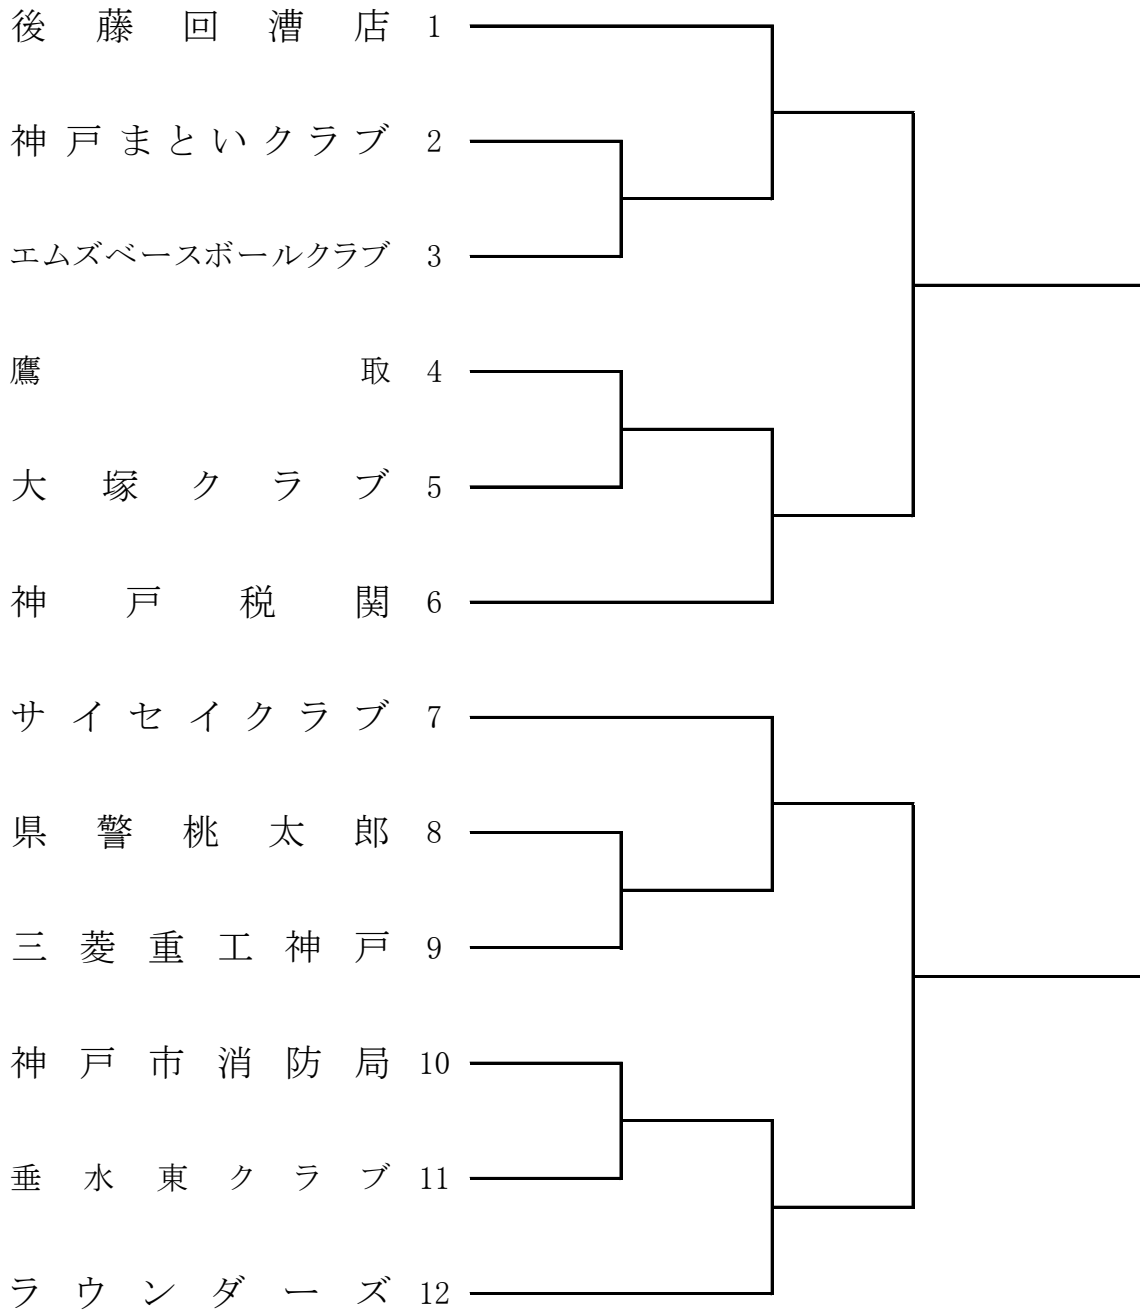 後藤回漕店 1
神戸まといクラブ 2
エムズベースボールクラブ 3
鷹取 4
大塚クラブ 5
神戸税関 6
サイセイクラブ 7
県警桃太郎 8
三菱重工神戸 9
神戸市消防局 10
垂水東クラブ 11
ラウンダーズ 12